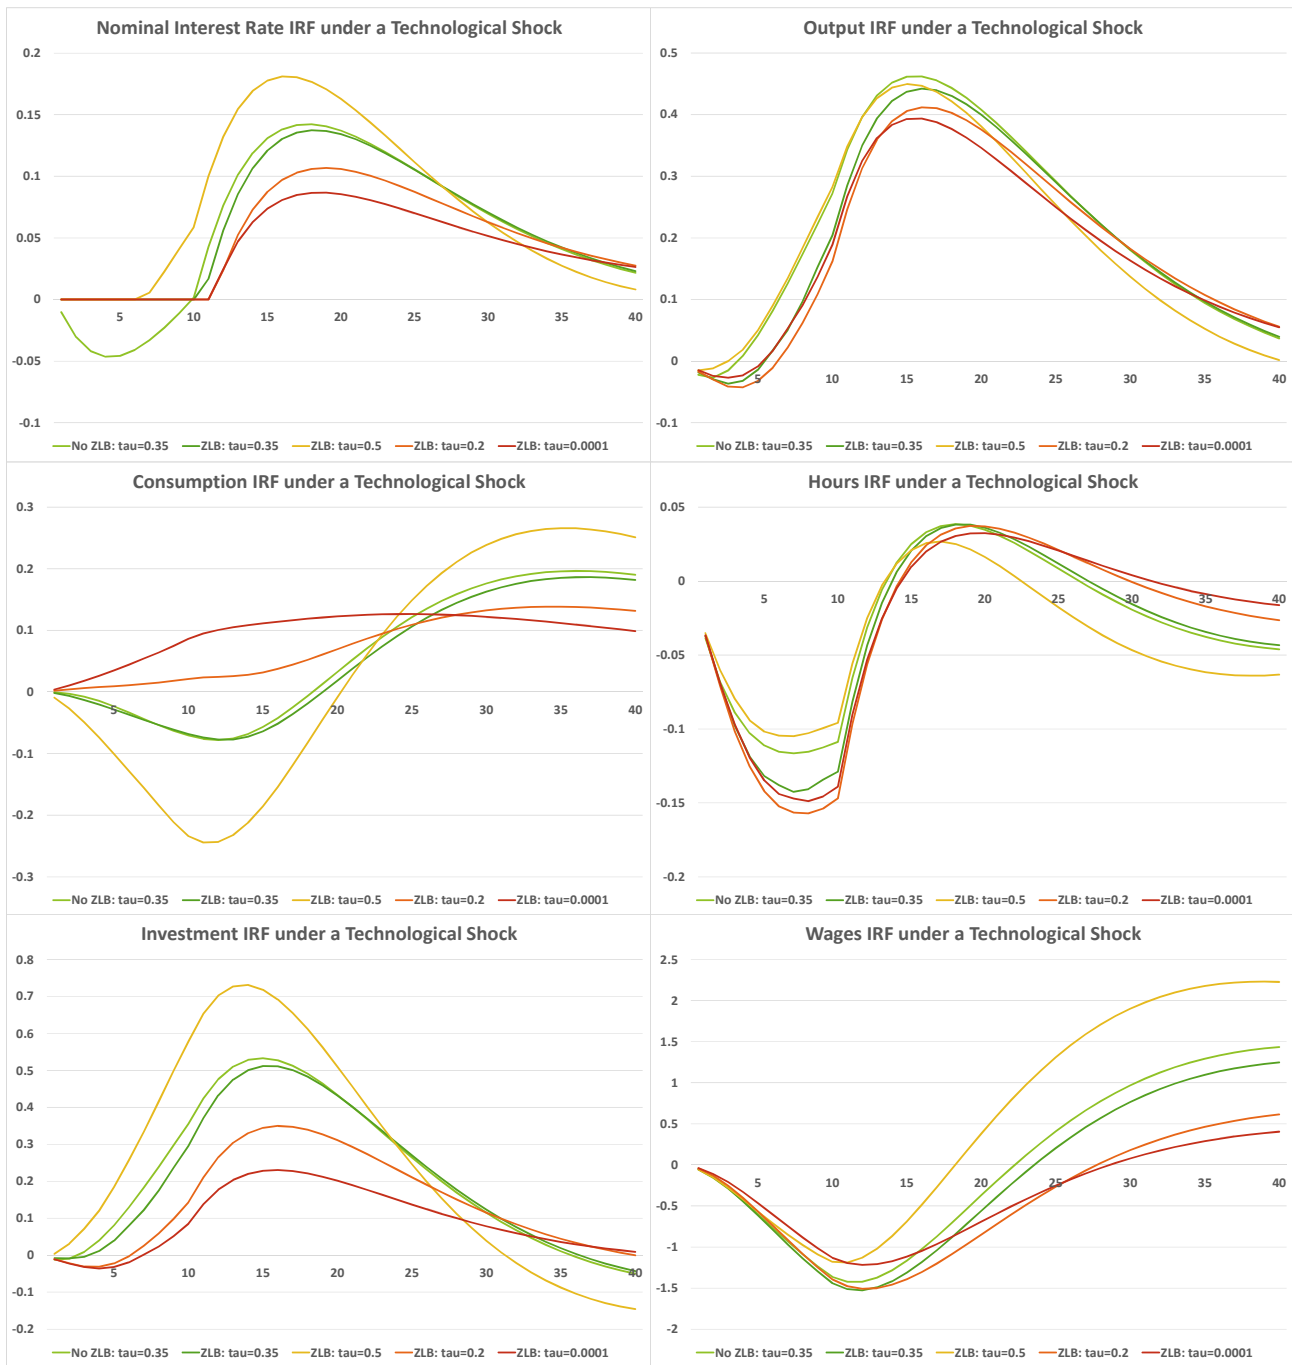 Nominal Interest Rate IRF under a Technological Shock
0.2
0.15
0.1
0.05
0
-0.05
-0.1
5 10 15 20 25 30 35 40
No ZLB: tau=0.35 ZLB: tau=0.35 ZLB: tau=0.5 ZLB: tau=0.2 ZLB: tau=0.0001
Output IRF under a Technological Shock
0.5
0.4
0.3
0.2
0.1
0
-0.1
5 10 15 20 25 30 35 40
No ZLB: tau=0.35 ZLB: tau=0.35 ZLB: tau=0.5 ZLB: tau=0.2 ZLB: tau=0.0001
Consumption IRF under a Technological Shock
0.3
0.2
0.1
0
-0.1
-0.2
-0.3
5 10 15 20 25 30 35 40
No ZLB: tau=0.35 ZLB: tau=0.35 ZLB: tau=0.5 ZLB: tau=0.2 ZLB: tau=0.0001
Hours IRF under a Technological Shock
0.05
0
-0.05
-0.1
-0.15
-0.2
5 10 15 20 25 30 35 40
No ZLB: tau=0.35 ZLB: tau=0.35 ZLB: tau=0.5 ZLB: tau=0.2 ZLB: tau=0.0001
Investment IRF under a Technological Shock
0.8
0.7
0.6
0.5
0.4
0.3
0.2
0.1
0
-0.1
-0.2
5 10 15 20 25 30 35 40
No ZLB: tau=0.35 ZLB: tau=0.35 ZLB: tau=0.5 ZLB: tau=0.2 ZLB: tau=0.0001
Wages IRF under a Technological Shock
2.5
2
1.5
1
0.5
0
-0.5
-1
-1.5
-2
5 10 15 20 25 30 35 40
No ZLB: tau=0.35 ZLB: tau=0.35 ZLB: tau=0.5 ZLB: tau=0.2 ZLB: tau=0.0001